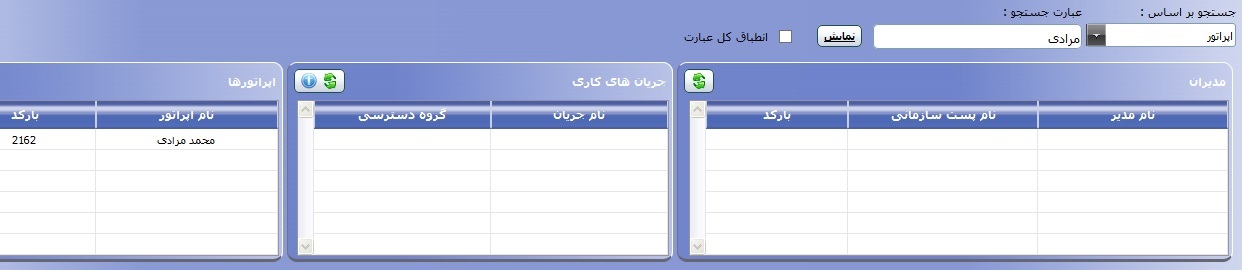 جستجو بر اساس :
عبارت جستجو :
اپراتور
مرادی
نمایش
انطباق کل عبارت
مدیران
جریان های کاری
اپراتورها
نام مدیر
نام پست سازمانی
بارکد
نام جریان
گروه دسترسی
نام اپراتور
بارکد
محمد مرادی
2162